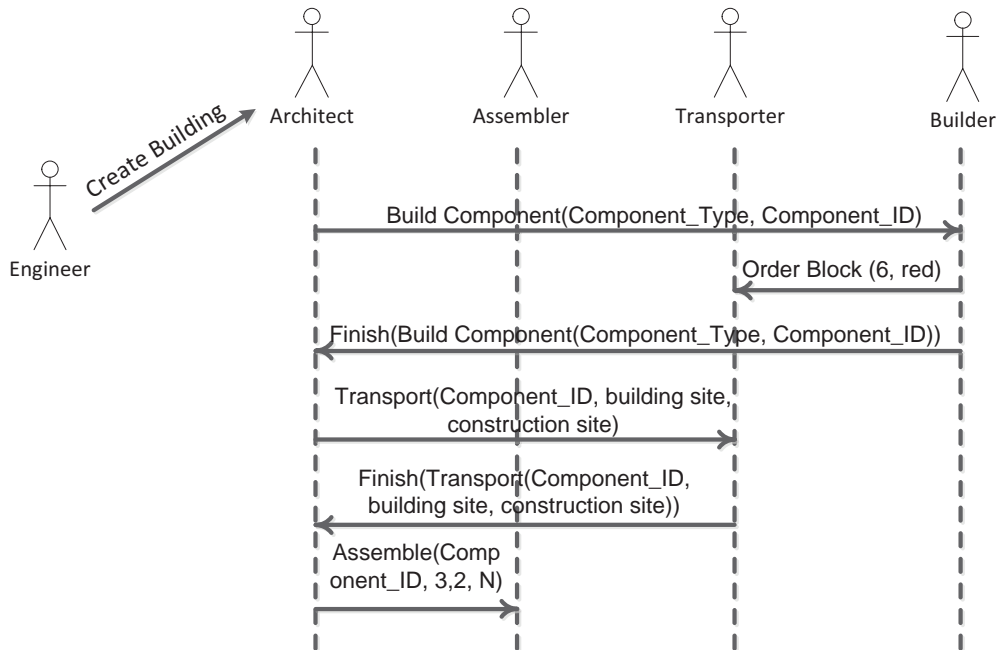 Architect
Assembler
Transporter
Builder
Create Building
Engineer
Build Component(Component_Type, Component_ID)
Order Block (6, red)
Finish(Build Component(Component_Type, Component_ID))
Transport(Component_ID, building site,
construction site)
Finish(Transport(Component_ID,
building site, construction site))
Assemble(Comp
onent_ID, 3,2, N)